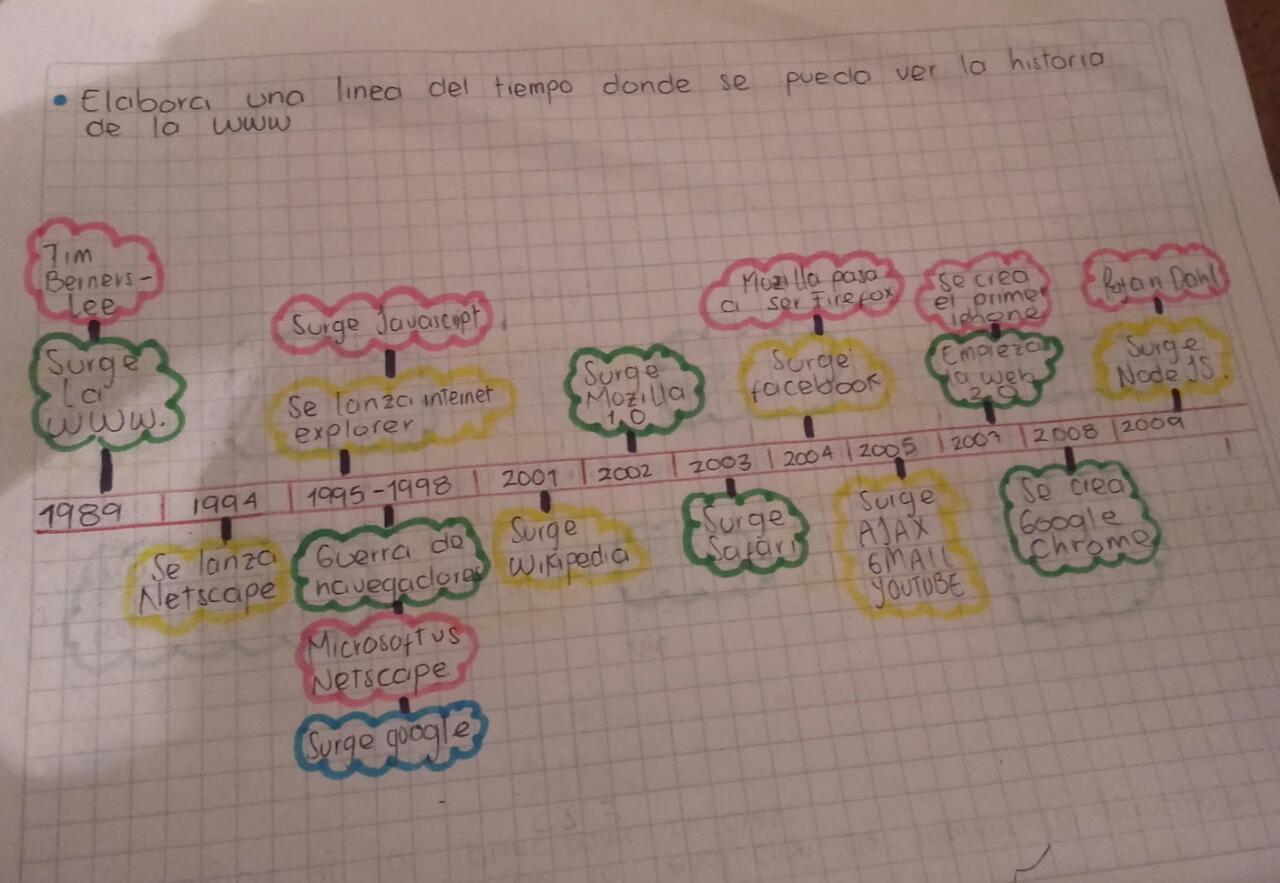 • Elabora una linea del tiempo donde se pueda ver la historia
de la www
Tim
Berners-
Lee
Surge
La
WWW.
Surge Javascript
Se lanza internet
explorer
Surge
Mozilla
1.0
Mozilla pasa
a ser Firefox
Surge
facebook
Se crea
el primer
iphone
Empieza
la web
2.0
Ryan Dahl
Surge
Node JS.
1989
1994
1995-1998
2001
2002
2003
2004
2005
2007
2008
2009
Se lanza
Netscape
Guerra de
navegadores
Microsoft vs
Netscape
Surge google
Surge
Wikipedia
Surge
Safari
Surge
AJAX
GMAIL
YOUTUBE
Se crea
Google
Chrome